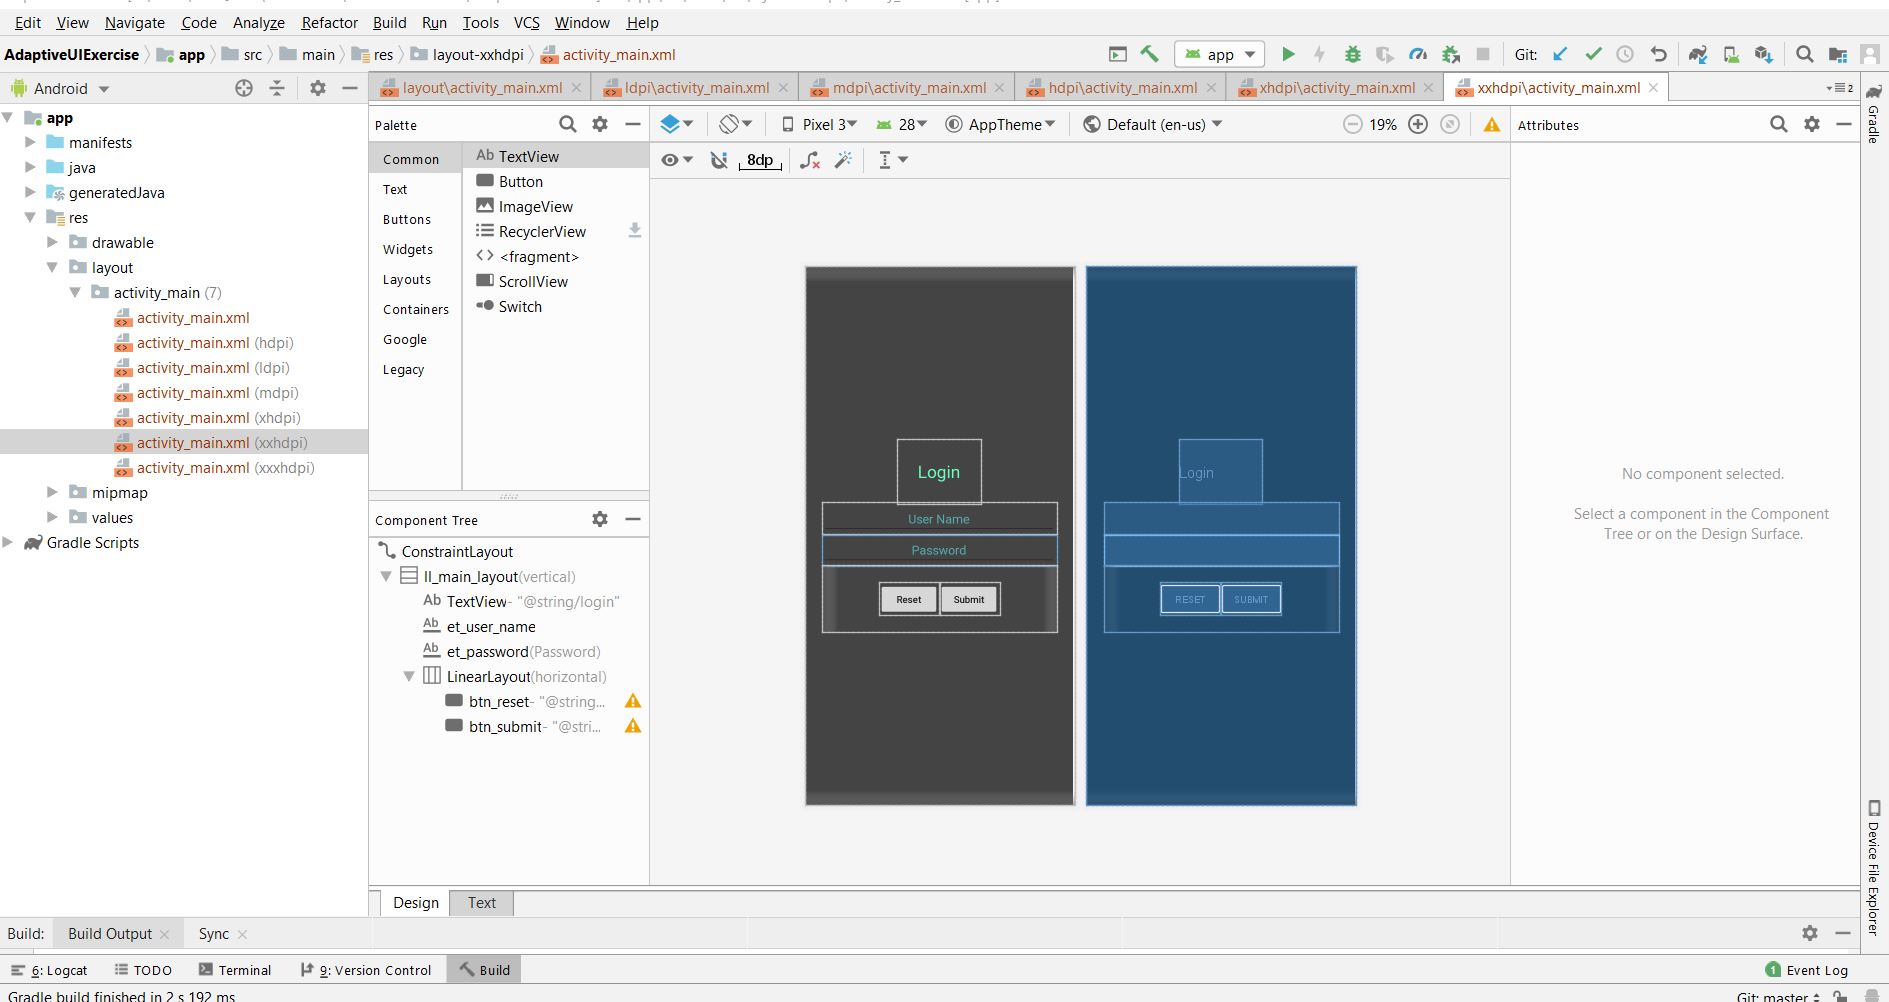 Edit View Navigate Code Analyze Refactor Build Run Tools VCS Window Help
AdaptiveUIExercise app src main res layout-xxhdpi activity_main.xml app Git:
Android
layout\activity_main.xml ldpi\activity_main.xml mdpi\activity_main.xml hdpi\activity_main.xml xhdpi\activity_main.xml xxhdpi\activity_main.xml 2
app
manifests
java
generatedJava
res
drawable
layout
activity_main (7)
activity_main.xml
activity_main.xml (hdpi)
activity_main.xml (ldpi)
activity_main.xml (mdpi)
activity_main.xml (xhdpi)
activity_main.xml (xxhdpi)
activity_main.xml (xxxhdpi)
mipmap
values
Gradle Scripts
Palette
Common
Text
Buttons
Widgets
Layouts
Containers
Google
Legacy
Ab TextView
Button
ImageView
RecyclerView
<fragment>
ScrollView
Switch
Component Tree
ConstraintLayout
ll_main_layout(vertical)
Ab TextView- "@string/login"
Ab et_user_name
Ab et_password(Password)
LinearLayout(horizontal)
btn_reset- "@string...
btn_submit- "@stri...
Pixel 3 28 AppTheme Default (en-us) 19%
8dp
Login
User Name
Password
Reset Submit
Login
RESET SUBMIT
Attributes
No component selected.
Select a component in the Component
Tree or on the Design Surface.
Gradle
Device File Explorer
Design Text
Build: Build Output Sync
6: Logcat TODO Terminal 9: Version Control Build 1 Event Log
Gradle build finished in 2 s 192 ms Git: master